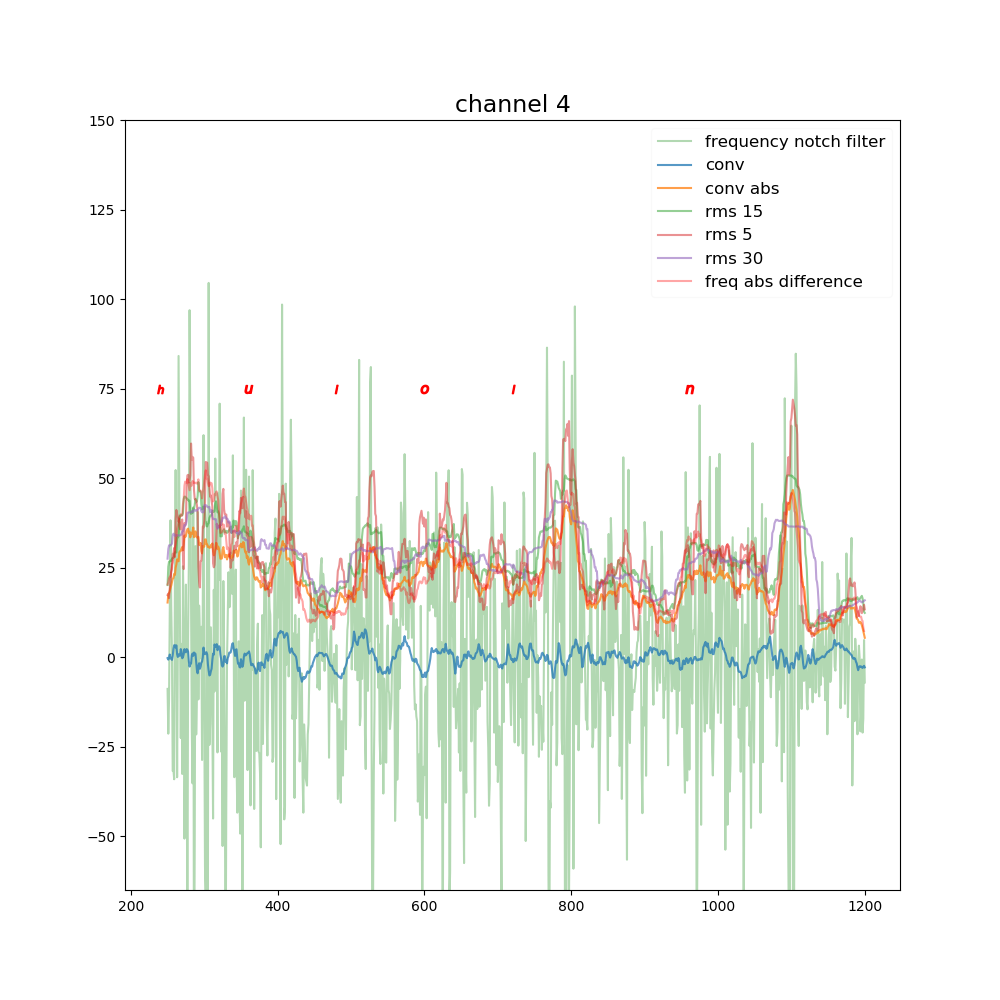 channel 4
150
125
100
75
50
25
0
−25
−50
200
400
600
800
1000
1200
frequency notch filter
conv
conv abs
rms 15
rms 5
rms 30
freq abs difference
h u l o l n